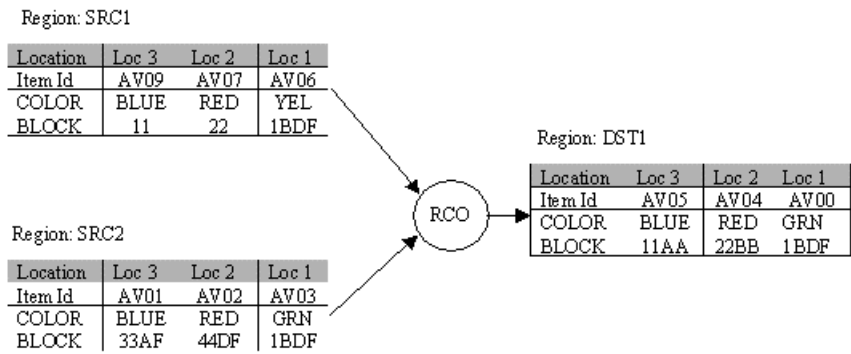 Region: SRC1
Location Loc 3 Loc 2 Loc 1
Item Id AV09 AV07 AV06
COLOR BLUE RED YEL
BLOCK 11 22 1BDF
Region: SRC2
Location Loc 3 Loc 2 Loc 1
Item Id AV01 AV02 AV03
COLOR BLUE RED GRN
BLOCK 33AF 44DF 1BDF
RCO
Region: DST1
Location Loc 3 Loc 2 Loc 1
Item Id AV05 AV04 AV00
COLOR BLUE RED GRN
BLOCK 11AA 22BB 1BDF